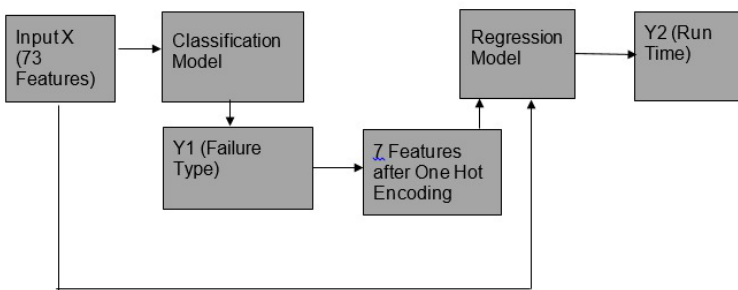 Input X
(73
Features)
Classification
Model
Y1 (Failure
Type)
7 Features
after One Hot
Encoding
Regression
Model
Y2 (Run
Time)